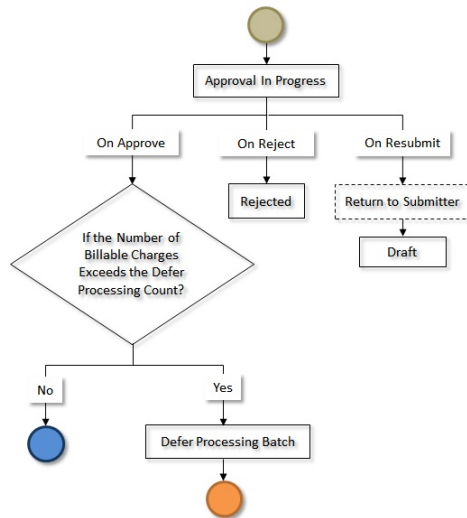 Approval In Progress
On Approve
On Reject
On Resubmit
Rejected
Return to Submitter
If the Number of
Billable Charges
Exceeds the Defer
Processing Count?
Draft
No
Yes
Defer Processing Batch